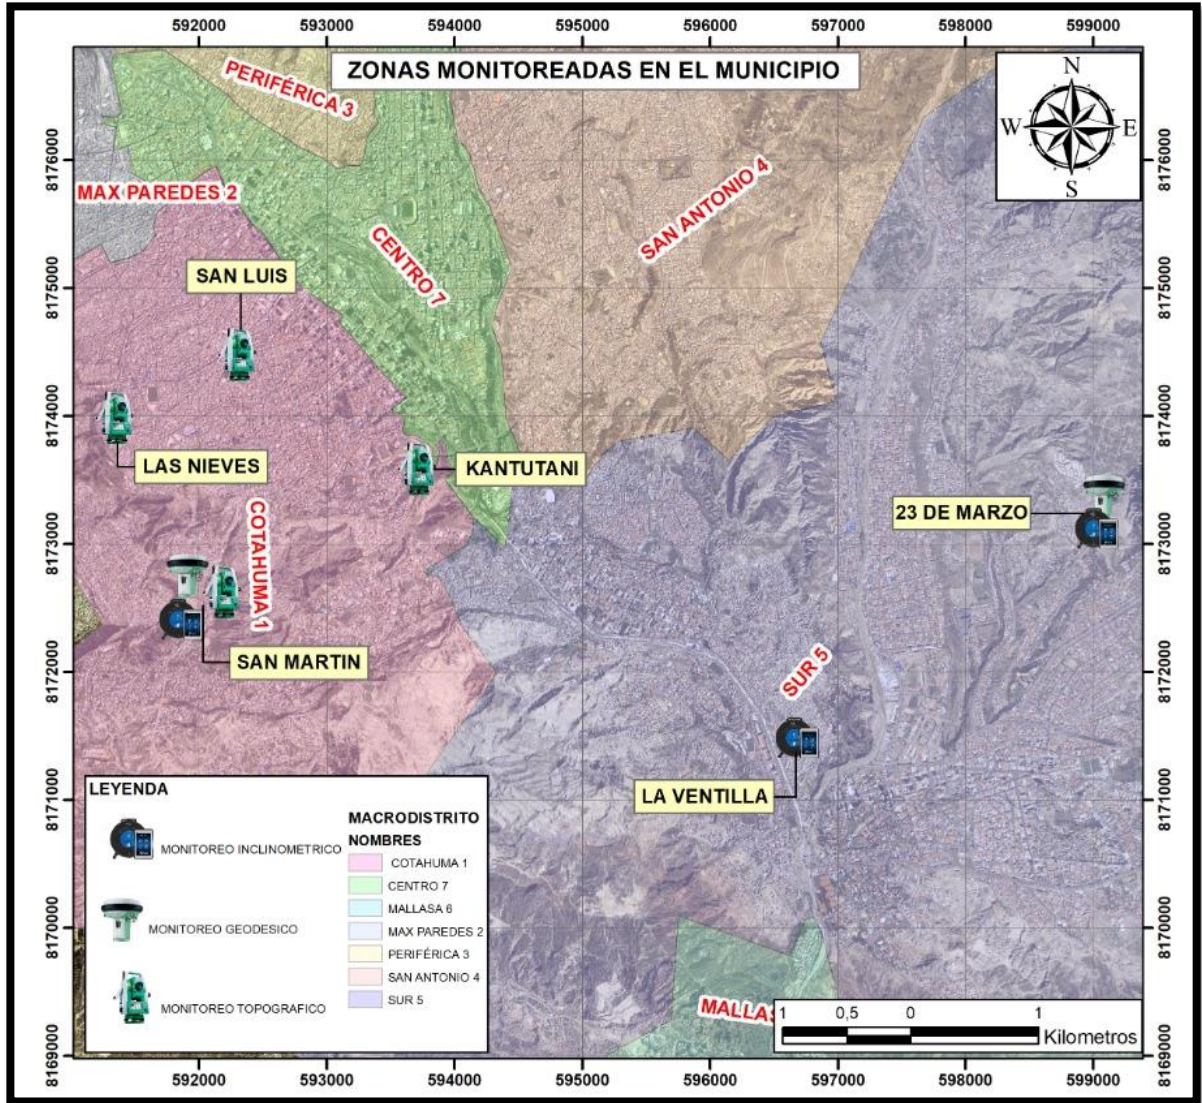 592000 593000 594000 595000 596000 597000 598000 599000
ZONAS MONITOREADAS EN EL MUNICIPIO
N
W E
S
PERIFÉRICA 3
8176000 8176000
MAX PAREDES 2
SAN ANTONIO 4
CENTRO 7
SAN LUIS
8175000 8175000
8174000 8174000
LAS NIEVES
KANTUTANI
COTAHUMA 1
23 DE MARZO
8173000 8173000
SAN MARTIN
8172000 8172000
SUR 5
LA VENTILLA
8171000 8171000
LEYENDA
MONITOREO INCLINOMETRICO
MONITOREO GEODESICO
MONITOREO TOPOGRAFICO
MACRODISTRITO
NOMBRES
COTAHUMA 1
CENTRO 7
MALLASA 6
MAX PAREDES 2
PERIFÉRICA 3
SAN ANTONIO 4
SUR 5
8170000 8170000
MALLAS
1 0,5 0 1
Kilometros
8169000 8169000
592000 593000 594000 595000 596000 597000 598000 599000